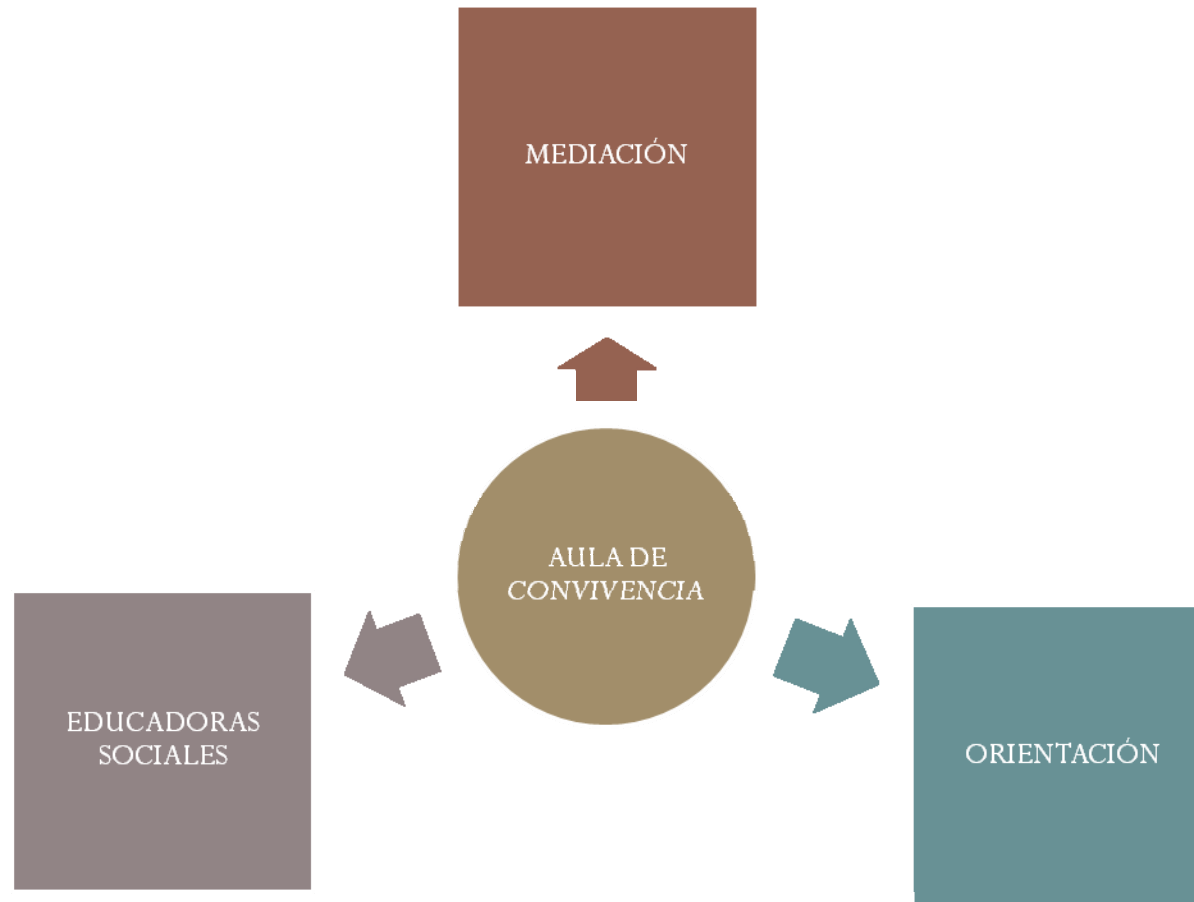 MEDIACIÓN
AULA DE
CONVIVENCIA
EDUCADORAS
SOCIALES
ORIENTACIÓN